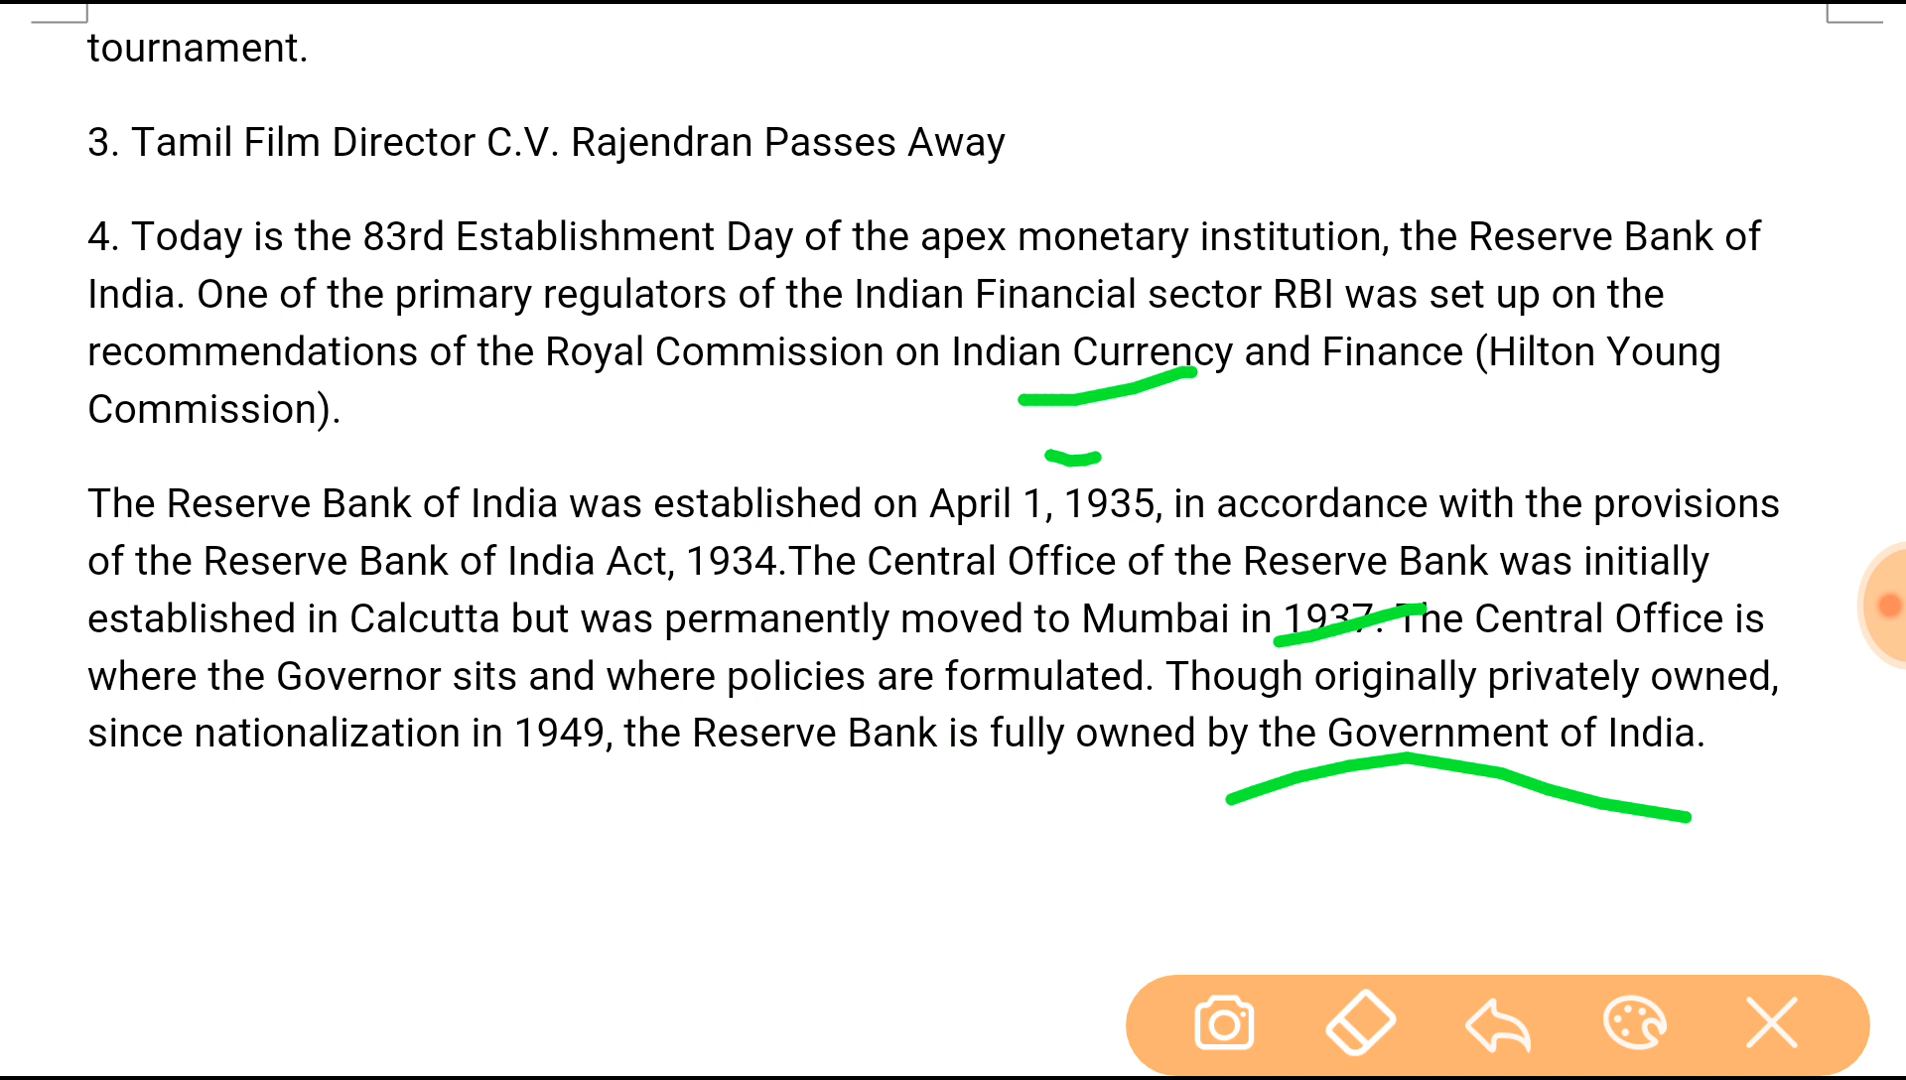 tournament.
3. Tamil Film Director C.V. Rajendran Passes Away
4. Today is the 83rd Establishment Day of the apex monetary institution, the Reserve Bank of
India. One of the primary regulators of the Indian Financial sector RBI was set up on the
recommendations of the Royal Commission on Indian Currency and Finance (Hilton Young
Commission).
The Reserve Bank of India was established on April 1, 1935, in accordance with the provisions
of the Reserve Bank of India Act, 1934.The Central Office of the Reserve Bank was initially
established in Calcutta but was permanently moved to Mumbai in 1937. The Central Office is
where the Governor sits and where policies are formulated. Though originally privately owned,
since nationalization in 1949, the Reserve Bank is fully owned by the Government of India.